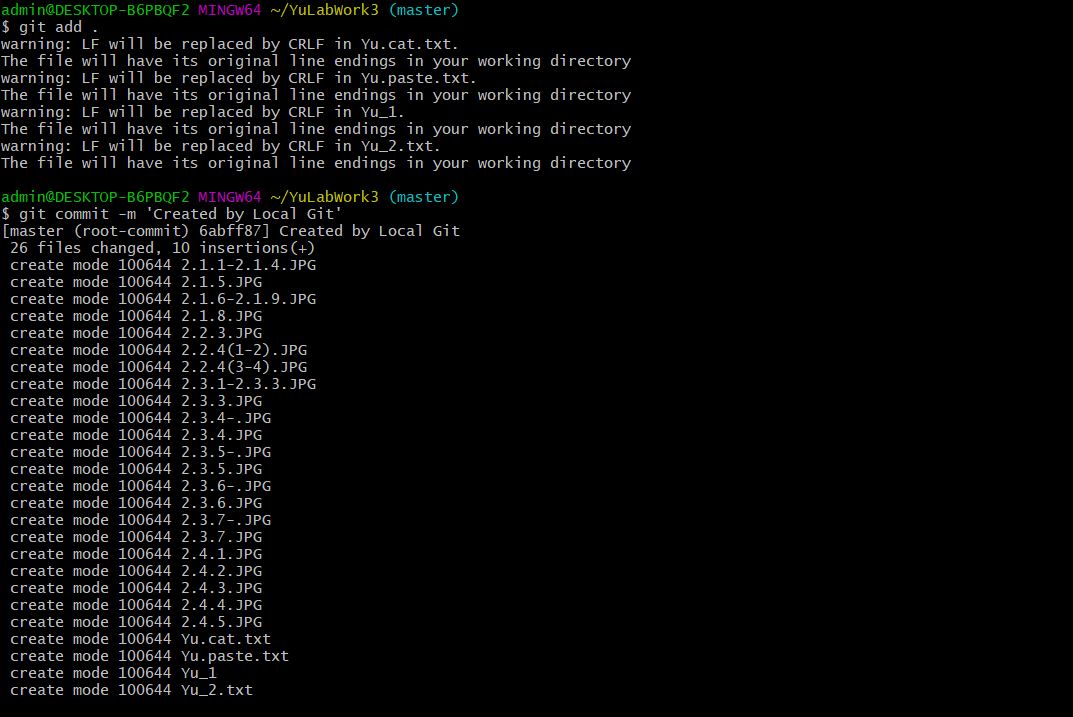 admin@DESKTOP-B6PBQF2 MINGW64 ~/YuLabWork3 (master)
$ git add .
warning: LF will be replaced by CRLF in Yu.cat.txt.
The file will have its original line endings in your working directory
warning: LF will be replaced by CRLF in Yu.paste.txt.
The file will have its original line endings in your working directory
warning: LF will be replaced by CRLF in Yu_1.
The file will have its original line endings in your working directory
warning: LF will be replaced by CRLF in Yu_2.txt.
The file will have its original line endings in your working directory
admin@DESKTOP-B6PBQF2 MINGW64 ~/YuLabWork3 (master)
$ git commit -m 'Created by Local Git'
[master (root-commit) 6abff87] Created by Local Git
 26 files changed, 10 insertions(+)
 create mode 100644 2.1.1-2.1.4.JPG
 create mode 100644 2.1.5.JPG
 create mode 100644 2.1.6-2.1.9.JPG
 create mode 100644 2.1.8.JPG
 create mode 100644 2.2.3.JPG
 create mode 100644 2.2.4(1-2).JPG
 create mode 100644 2.2.4(3-4).JPG
 create mode 100644 2.3.1-2.3.3.JPG
 create mode 100644 2.3.3.JPG
 create mode 100644 2.3.4-.JPG
 create mode 100644 2.3.4.JPG
 create mode 100644 2.3.5-.JPG
 create mode 100644 2.3.5.JPG
 create mode 100644 2.3.6-.JPG
 create mode 100644 2.3.6.JPG
 create mode 100644 2.3.7-.JPG
 create mode 100644 2.3.7.JPG
 create mode 100644 2.4.1.JPG
 create mode 100644 2.4.2.JPG
 create mode 100644 2.4.3.JPG
 create mode 100644 2.4.4.JPG
 create mode 100644 2.4.5.JPG
 create mode 100644 Yu.cat.txt
 create mode 100644 Yu.paste.txt
 create mode 100644 Yu_1
 create mode 100644 Yu_2.txt